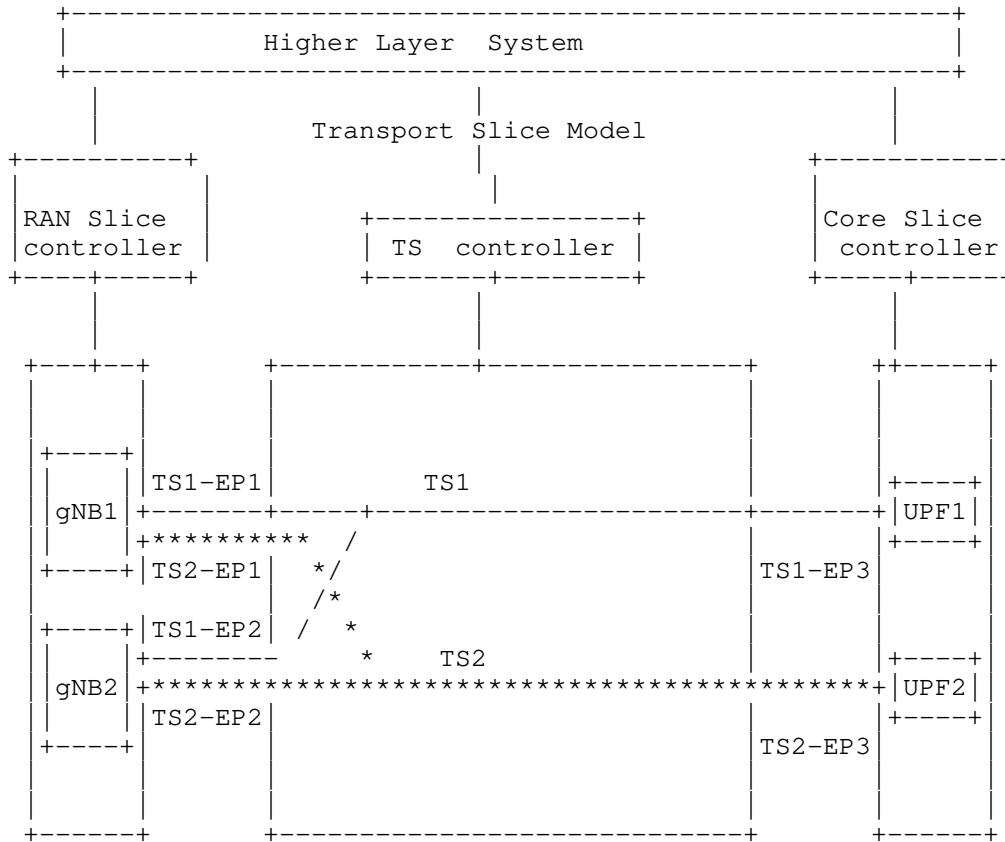 Higher Layer System
Transport Slice Model
RAN Slice controller
TS controller
Core Slice controller
TS1-EP1 TS1
gNB1 UPF1
TS2-EP1 TS1-EP3
TS1-EP2
TS2
gNB2 UPF2
TS2-EP2
TS2-EP3